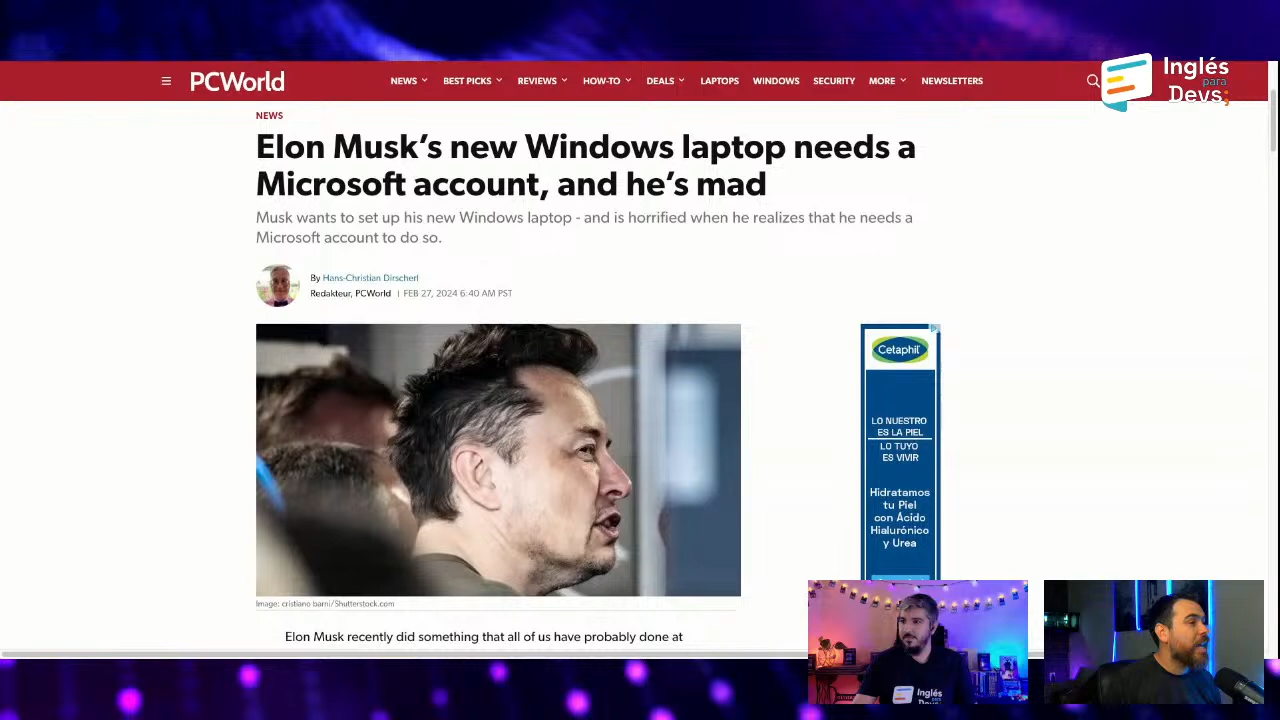 PCWorld
NEWS
BEST PICKS
REVIEWS
HOW-TO
DEALS
LAPTOPS
WINDOWS
SECURITY
MORE
NEWSLETTERS
Inglés
para
Devs;
NEWS
Elon Musk's new Windows laptop needs a
Microsoft account, and he's mad
Musk wants to set up his new Windows laptop - and is horrified when he realizes that he needs a
Microsoft account to do so.
By Hans-Christian Dirscherl
Redakteur, PCWorld | FEB 27, 2024 6:40 AM PST
Cetaphil
LO NUESTRO
ES LA PIEL
LO TUYO
ES VIVIR
Hidratamos
tu Piel
con Ácido
Hialurónico
y Urea
Image: cristiano barni/Shutterstock.com
Elon Musk recently did something that all of us have probably done at
Inglés
para
Devs